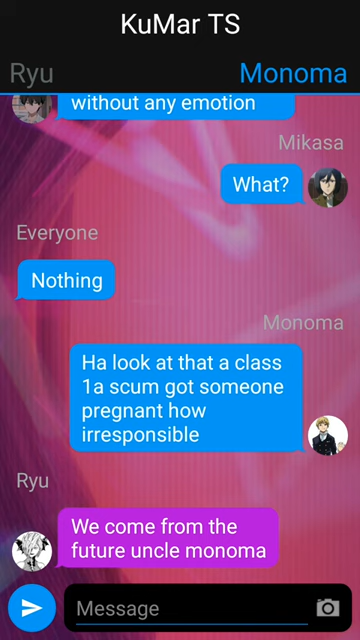 KuMar TS
Ryu
Monoma
without any emotion
Mikasa
What?
Everyone
Nothing
Monoma
Ha look at that a class
1a scum got someone
pregnant how
irresponsible
Ryu
We come from the
future uncle monoma
Message